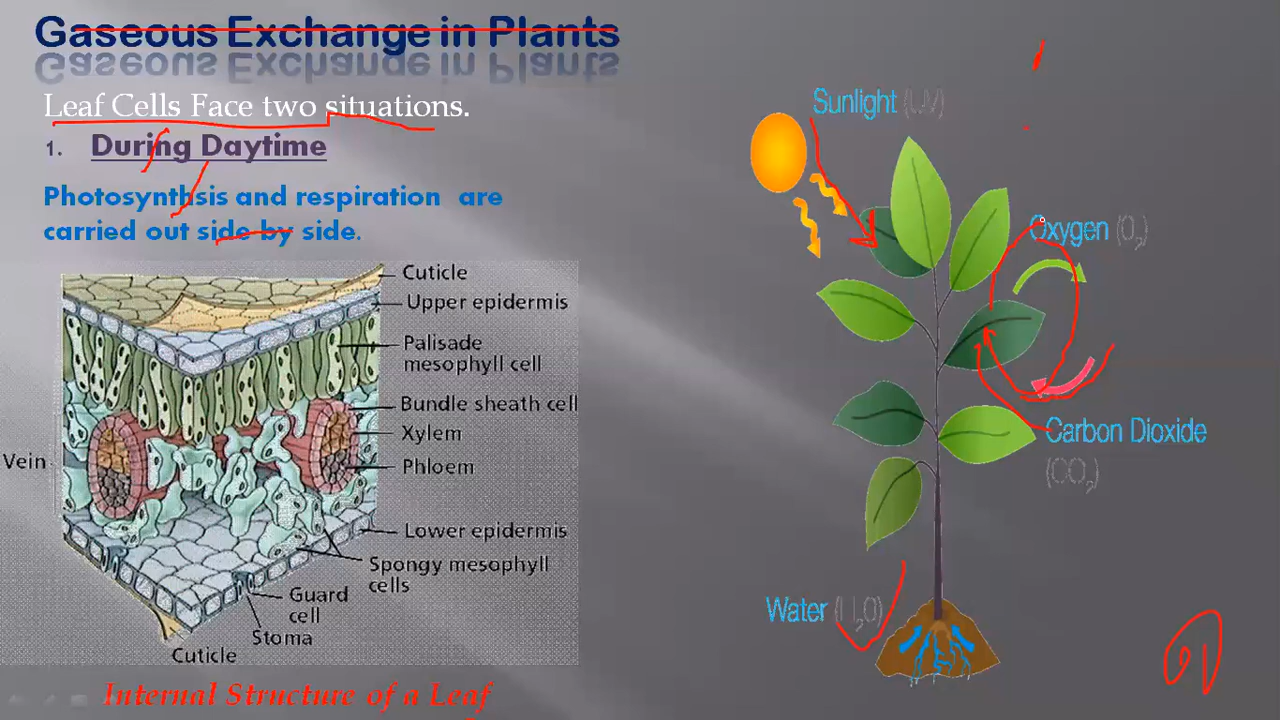 Gaseous Exchange in Plants
Leaf Cells Face two situations.
1. During Daytime
Photosynthsis and respiration are
carried out side by side.
Cuticle
Upper epidermis
Palisade
mesophyll cell
Bundle sheath cell
Xylem
Vein
Phloem
Lower epidermis
Spongy mesophyll
cells
Guard
cell
Stoma
Cuticle
Internal Structure of a Leaf
Sunlight (UV)
Oxygen (O₂)
Carbon Dioxide
(CO₂)
Water (H₂O)